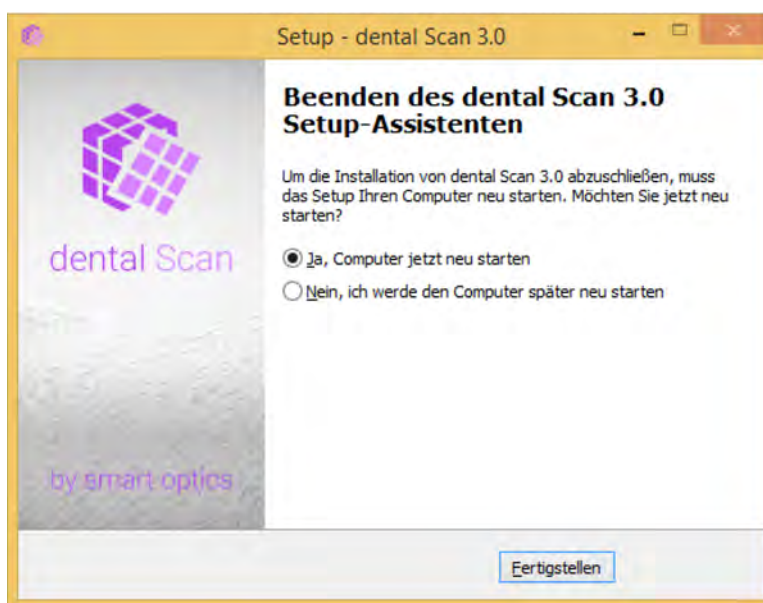 Setup - dental Scan 3.0
dental Scan
by smart optics
Beenden des dental Scan 3.0
Setup-Assistenten
Um die Installation von dental Scan 3.0 abzuschließen, muss
das Setup Ihren Computer neu starten. Möchten Sie jetzt neu
starten?
Ja, Computer jetzt neu starten
Nein, ich werde den Computer später neu starten
Fertigstellen